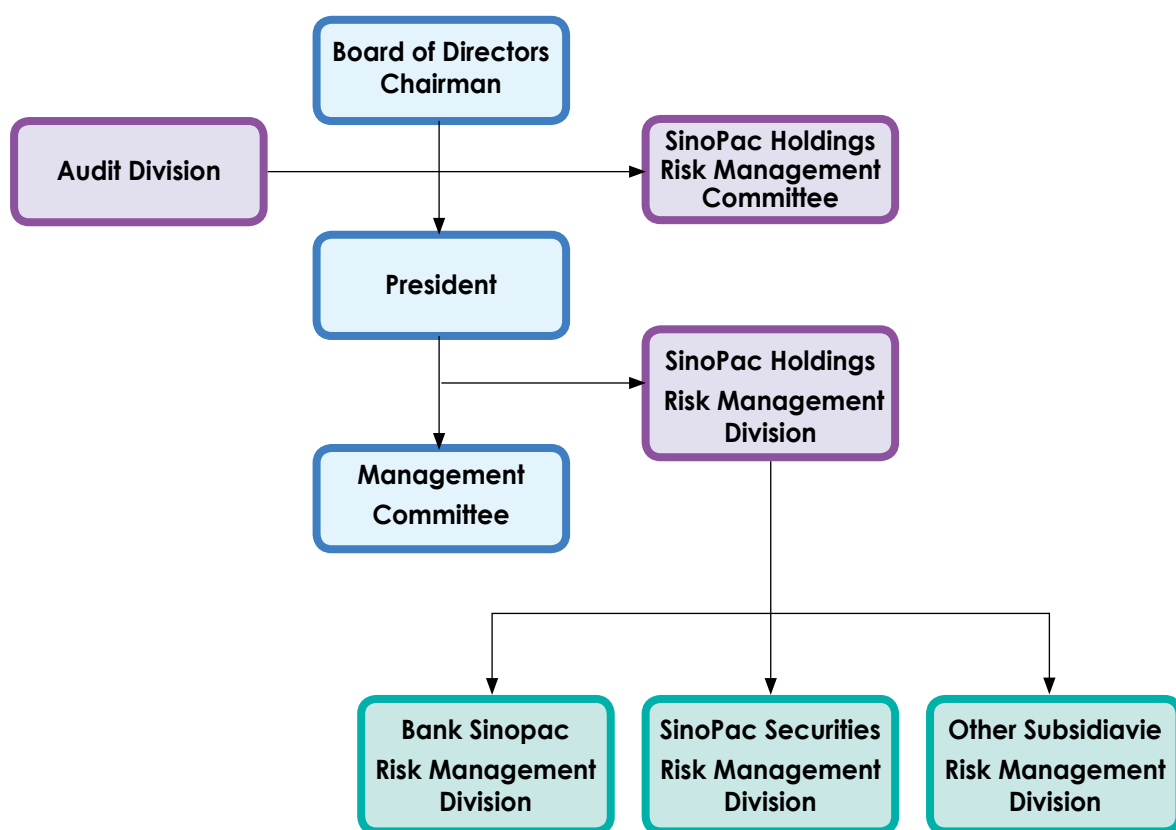 Board of Directors
Chairman
Audit Division
SinoPac Holdings
Risk Management
Committee
President
SinoPac Holdings
Risk Management
Division
Management
Committee
Bank Sinopac
Risk Management
Division
SinoPac Securities
Risk Management
Division
Other Subsidiavie
Risk Management
Division